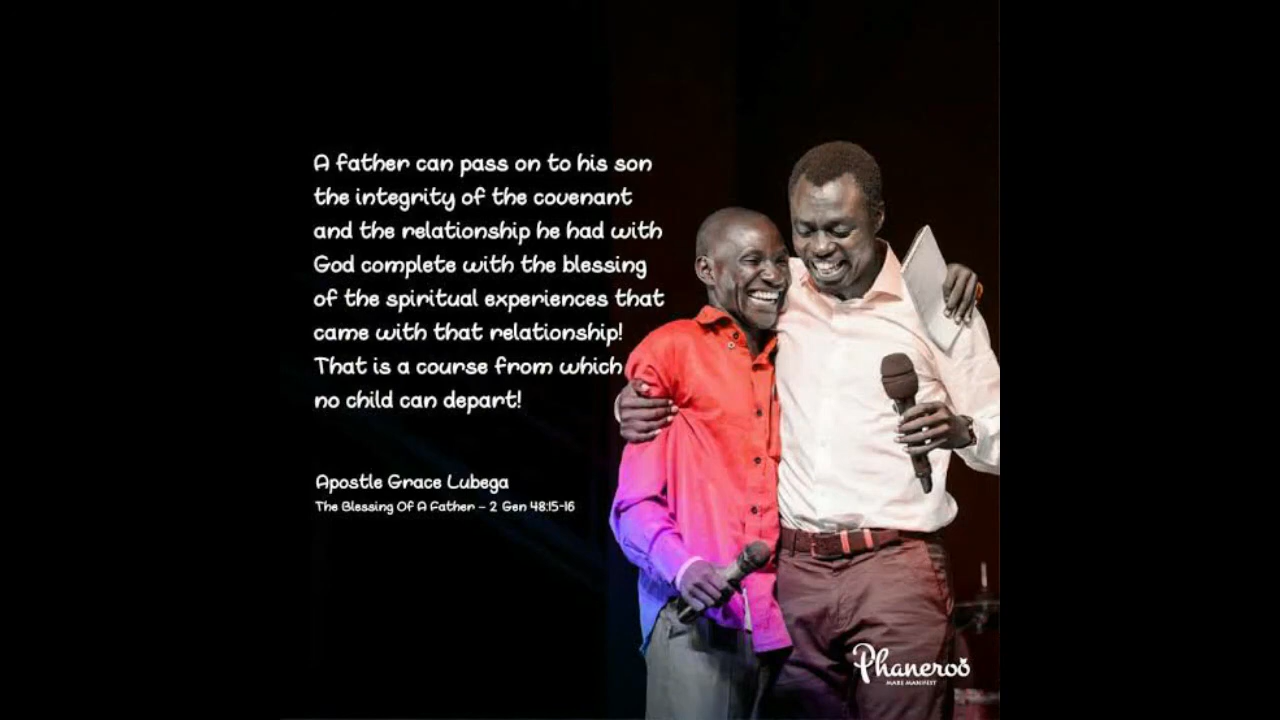 A father can pass on to his son
the integrity of the covenant
and the relationship he had with
God complete with the blessing
of the spiritual experiences that
came with that relationship!
That is a course from which
no child can depart!
Apostle Grace Lubega
The Blessing Of A Father – 2 Gen 48:15-16
Phaneroo
MAKE MANIFEST